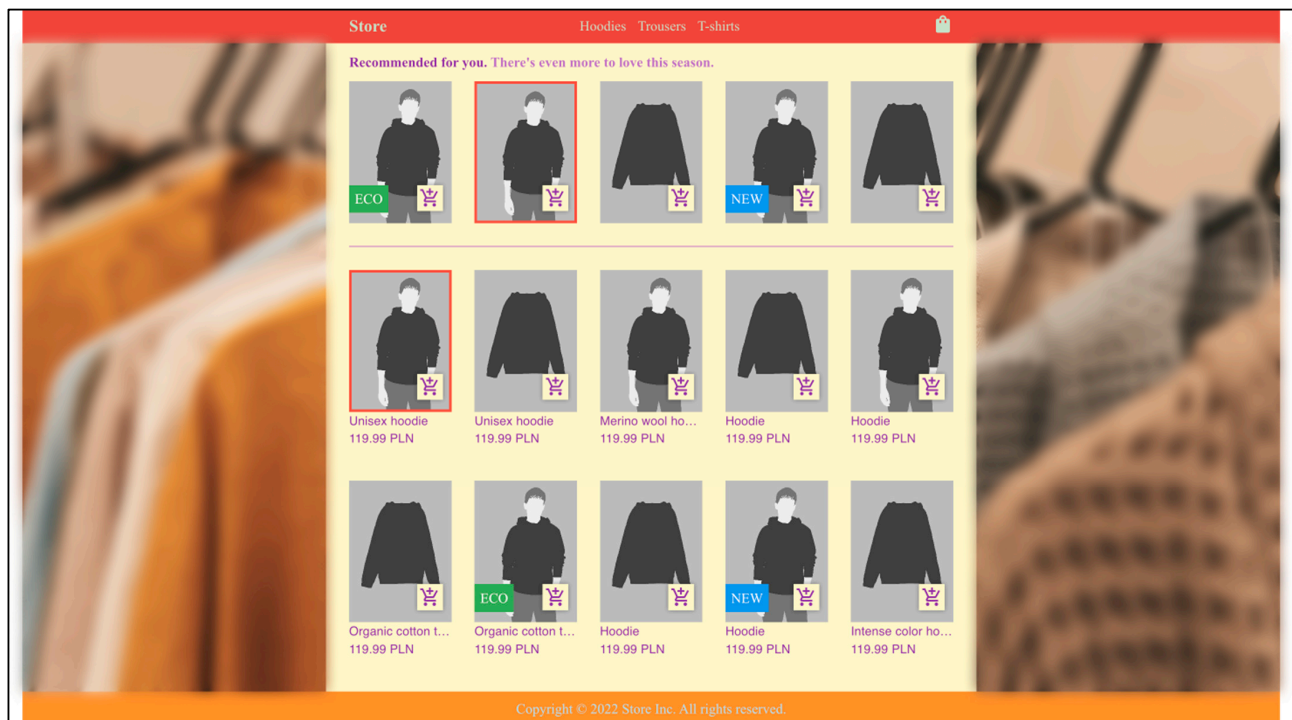 Store
Hoodies Trousers T-shirts
Recommended for you. There's even more to love this season.
ECO
NEW
Unisex hoodie
119.99 PLN
Unisex hoodie
119.99 PLN
Merino wool ho...
119.99 PLN
Hoodie
119.99 PLN
Hoodie
119.99 PLN
ECO
NEW
Organic cotton t...
119.99 PLN
Organic cotton t...
119.99 PLN
Hoodie
119.99 PLN
Hoodie
119.99 PLN
Intense color ho...
119.99 PLN
Copyright © 2022 Store Inc. All rights reserved.